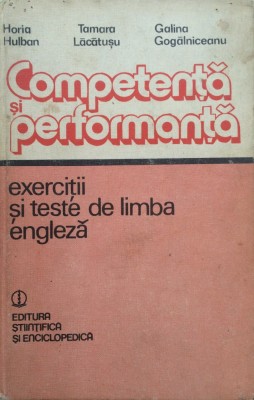 Horia Tamara Galina
Hulban Lăcătușu Gogălniceanu
Competență
și
performanță
exerciții
și teste de limba
engleză
EDITURA
ȘTIINȚIFICĂ
ȘI ENCICLOPEDICĂ